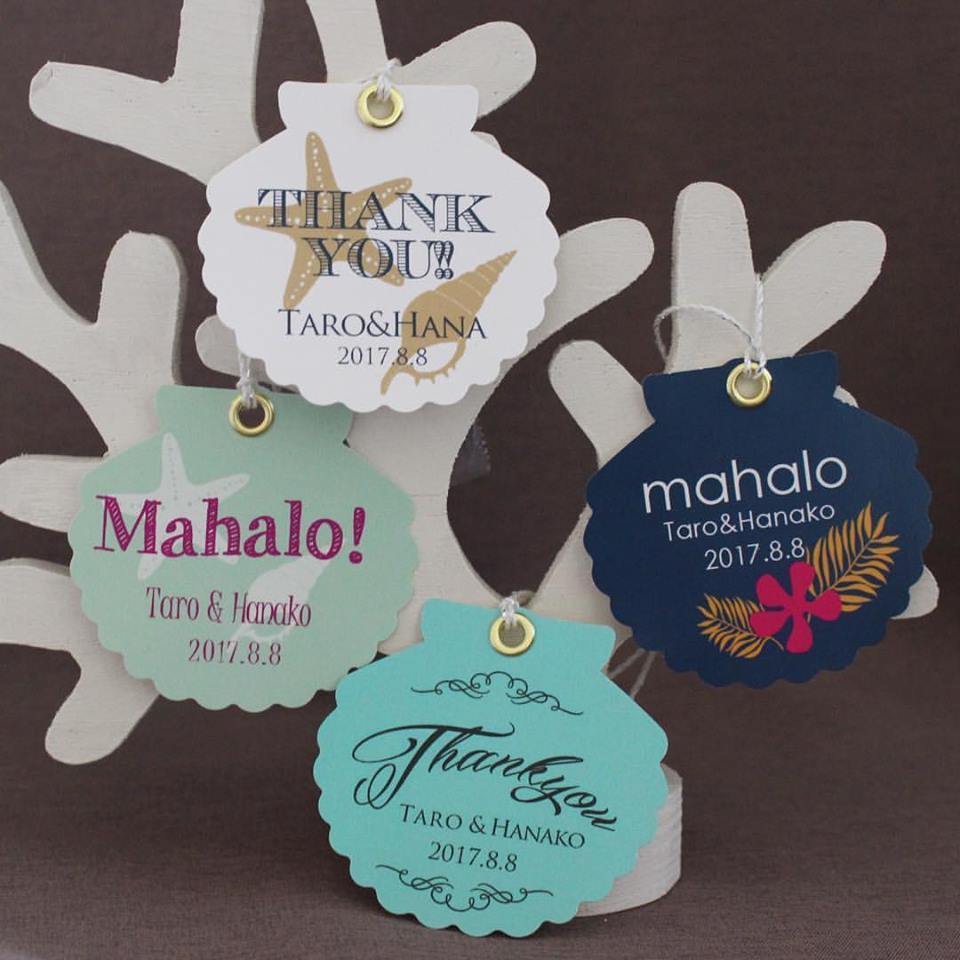 THANK
YOU!!
TARO&HANA
2017.8.8
Mahalo!
Taro & Hanako
2017.8.8
mahalo
Taro&Hanako
2017.8.8
Thankyou
TARO & HANAKO
2017.8.8